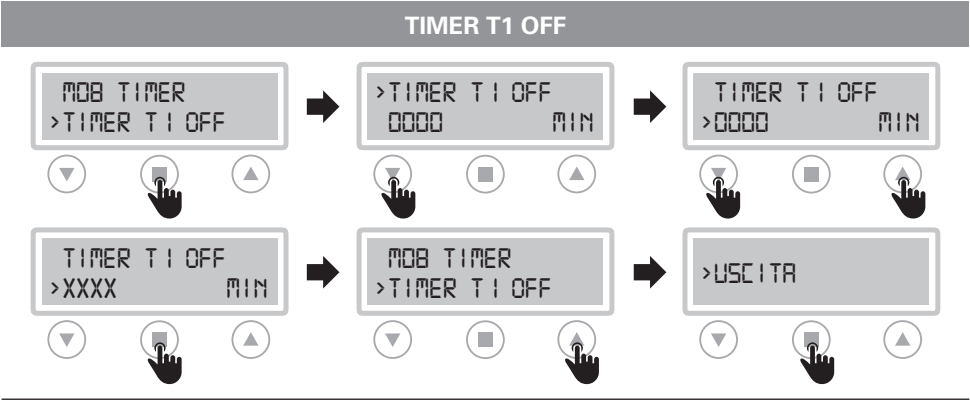 TIMER T1 OFF
MOB TIMER
>TIMER T1 OFF
>TIMER T1 OFF
0000 MIN
TIMER T1 OFF
>0000 MIN
TIMER T1 OFF
>XXXX MIN
MOB TIMER
>TIMER T1 OFF
>USCITA